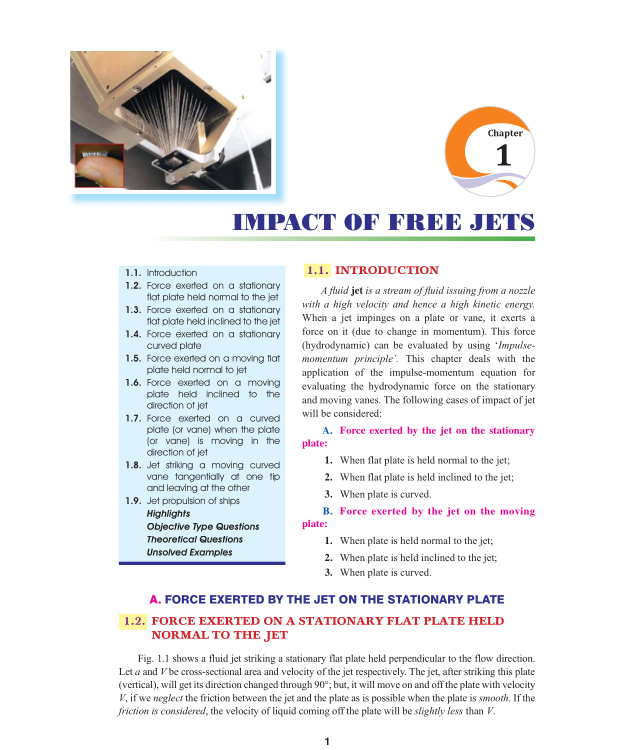 Chapter
1
IMPACT OF FREE JETS
1.1. Introduction
1.2. Force exerted on a stationary
flat plate held normal to the jet
1.3. Force exerted on a stationary
flat plate held inclined to the jet
1.4. Force exerted on a stationary
curved plate
1.5. Force exerted on a moving flat
plate held normal to jet
1.6. Force exerted on a moving
plate held inclined to the
direction of jet
1.7. Force exerted on a curved
plate (or vane) when the plate
(or vane) is moving in the
direction of jet
1.8. Jet striking a moving curved
vane tangentially at one tip
and leaving at the other
1.9. Jet propulsion of ships
Highlights
Objective Type Questions
Theoretical Questions
Unsolved Examples
1.1. INTRODUCTION
A fluid jet is a stream of fluid issuing from a nozzle
with a high velocity and hence a high kinetic energy.
When a jet impinges on a plate or vane, it exerts a
force on it (due to change in momentum). This force
(hydrodynamic) can be evaluated by using ‘Impulse-
momentum principle’. This chapter deals with the
application of the impulse-momentum equation for
evaluating the hydrodynamic force on the stationary
and moving vanes. The following cases of impact of jet
will be considered:
A. Force exerted by the jet on the stationary
plate:
1. When flat plate is held normal to the jet;
2. When flat plate is held inclined to the jet;
3. When plate is curved.
B. Force exerted by the jet on the moving
plate:
1. When plate is held normal to the jet;
2. When plate is held inclined to the jet;
3. When plate is curved.
A. FORCE EXERTED BY THE JET ON THE STATIONARY PLATE
1.2. FORCE EXERTED ON A STATIONARY FLAT PLATE HELD
NORMAL TO THE JET
Fig. 1.1 shows a fluid jet striking a stationary flat plate held perpendicular to the flow direction.
Let a and V be cross-sectional area and velocity of the jet respectively. The jet, after striking this plate
(vertical), will get its direction changed through 90°; but, it will move on and off the plate with velocity
V, if we neglect the friction between the jet and the plate as is possible when the plate is smooth. If the
friction is considered, the velocity of liquid coming off the plate will be slightly less than V.
1